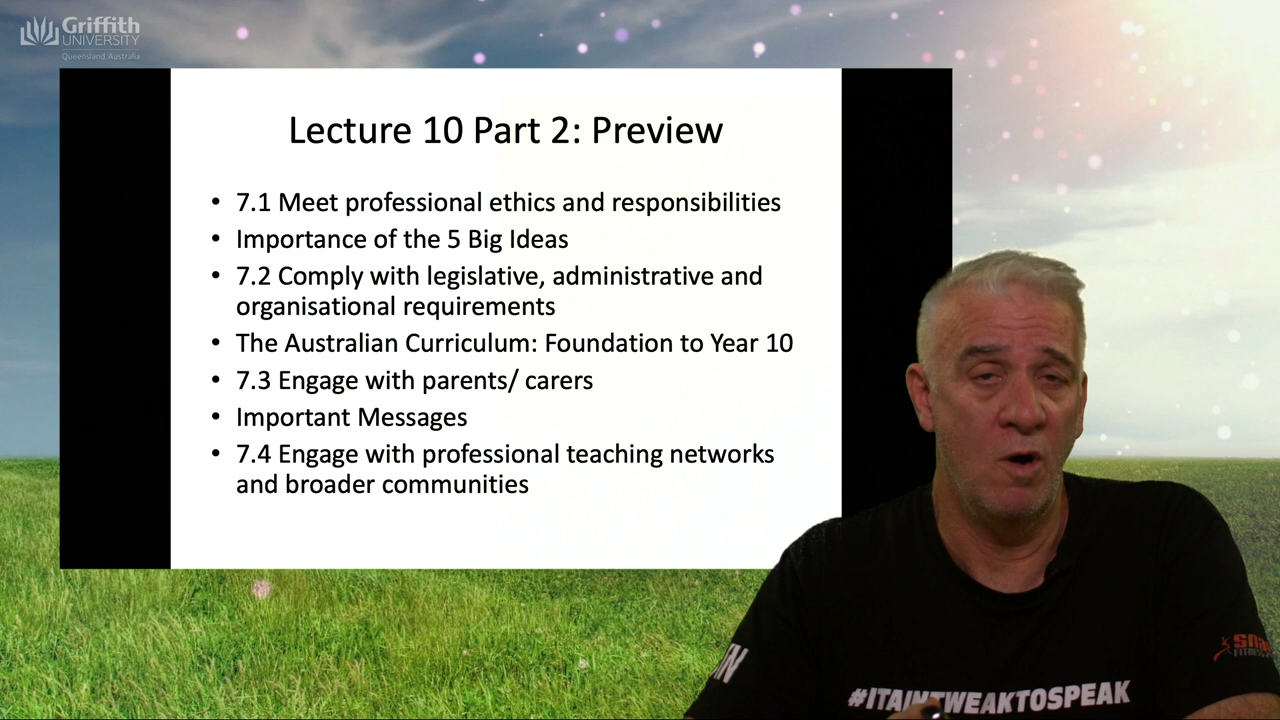 Griffith
UNIVERSITY
Queensland, Australia
Lecture 10 Part 2: Preview
• 7.1 Meet professional ethics and responsibilities
• Importance of the 5 Big Ideas
• 7.2 Comply with legislative, administrative and
organisational requirements
• The Australian Curriculum: Foundation to Year 10
• 7.3 Engage with parents/ carers
• Important Messages
• 7.4 Engage with professional teaching networks
and broader communities
#ITAINTWEAKTOSPEAK